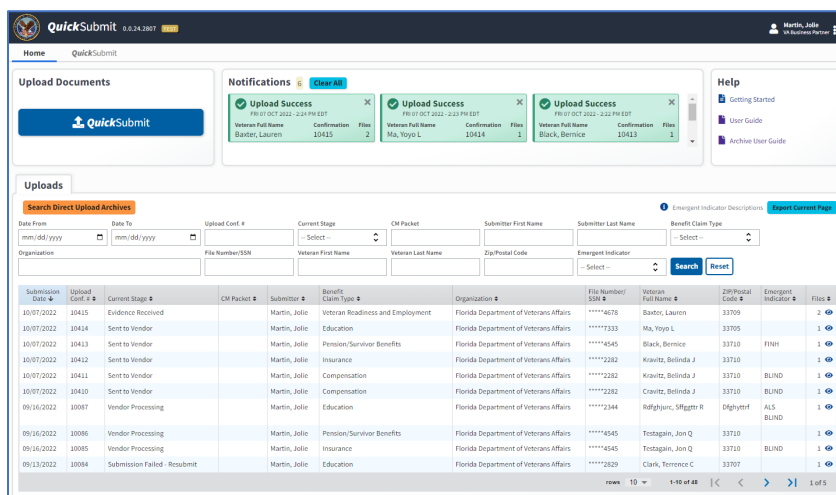 QuickSubmit 0.0.24.2807 TEST
Martin, Jolie
VA Business Partner
Home QuickSubmit
Upload Documents
QuickSubmit
Notifications 6 Clear All
Upload Success
FRI 07 OCT 2022 - 2:24 PM EDT
Veteran Full Name Confirmation Files
Baxter, Lauren 10415 2
Upload Success
FRI 07 OCT 2022 - 2:23 PM EDT
Veteran Full Name Confirmation Files
Ma, Yoyo L 10414 1
Upload Success
FRI 07 OCT 2022 - 2:22 PM EDT
Veteran Full Name Confirmation Files
Black, Bernice 10413 1
Help
Getting Started
User Guide
Archive User Guide
Uploads
Search Direct Upload Archives
Emergent Indicator Descriptions Export Current Page
Date From Date To Upload Conf. # Current Stage CM Packet Submitter First Name Submitter Last Name Benefit Claim Type
mm/dd/yyyy mm/dd/yyyy -- Select -- -- Select --
Organization File Number/SSN Veteran First Name Veteran Last Name Zip/Postal Code Emergent Indicator
-- Select -- Search Reset
Submission Date Upload Conf. # Current Stage CM Packet Submitter Benefit Claim Type Organization File Number/ SSN Veteran Full Name ZIP/Postal Code Emergent Indicator Files
10/07/2022 10415 Evidence Received Martin, Jolie Veteran Readiness and Employment Florida Department of Veterans Affairs *****4678 Baxter, Lauren 33709 2
10/07/2022 10414 Sent to Vendor Martin, Jolie Education Florida Department of Veterans Affairs *****7333 Ma, Yoyo L 33705 1
10/07/2022 10413 Sent to Vendor Martin, Jolie Pension/Survivor Benefits Florida Department of Veterans Affairs *****4545 Black, Bernice 33710 FINH 1
10/07/2022 10412 Sent to Vendor Martin, Jolie Insurance Florida Department of Veterans Affairs *****2282 Kravitz, Belinda J 33710 1
10/07/2022 10411 Sent to Vendor Martin, Jolie Compensation Florida Department of Veterans Affairs *****2282 Kravitz, Belinda J 33710 BLIND 1
10/07/2022 10410 Sent to Vendor Martin, Jolie Compensation Florida Department of Veterans Affairs *****2282 Cravitz, Belinda J 33710 BLIND 1
09/16/2022 10087 Vendor Processing Martin, Jolie Education Florida Department of Veterans Affairs *****2344 Rdfghjurc, Sffggttr R Dfghyttrf ALS BLIND 1
09/16/2022 10086 Vendor Processing Martin, Jolie Pension/Survivor Benefits Florida Department of Veterans Affairs *****4545 Testagain, Jon Q 33710 1
09/16/2022 10085 Vendor Processing Martin, Jolie Insurance Florida Department of Veterans Affairs *****4545 Testagain, Jon Q 33710 BLIND 1
09/13/2022 10084 Submission Failed - Resubmit Martin, Jolie Education Florida Department of Veterans Affairs *****2829 Clark, Terrence C 33707 1
rows 10 1-10 of 48 1 of 5